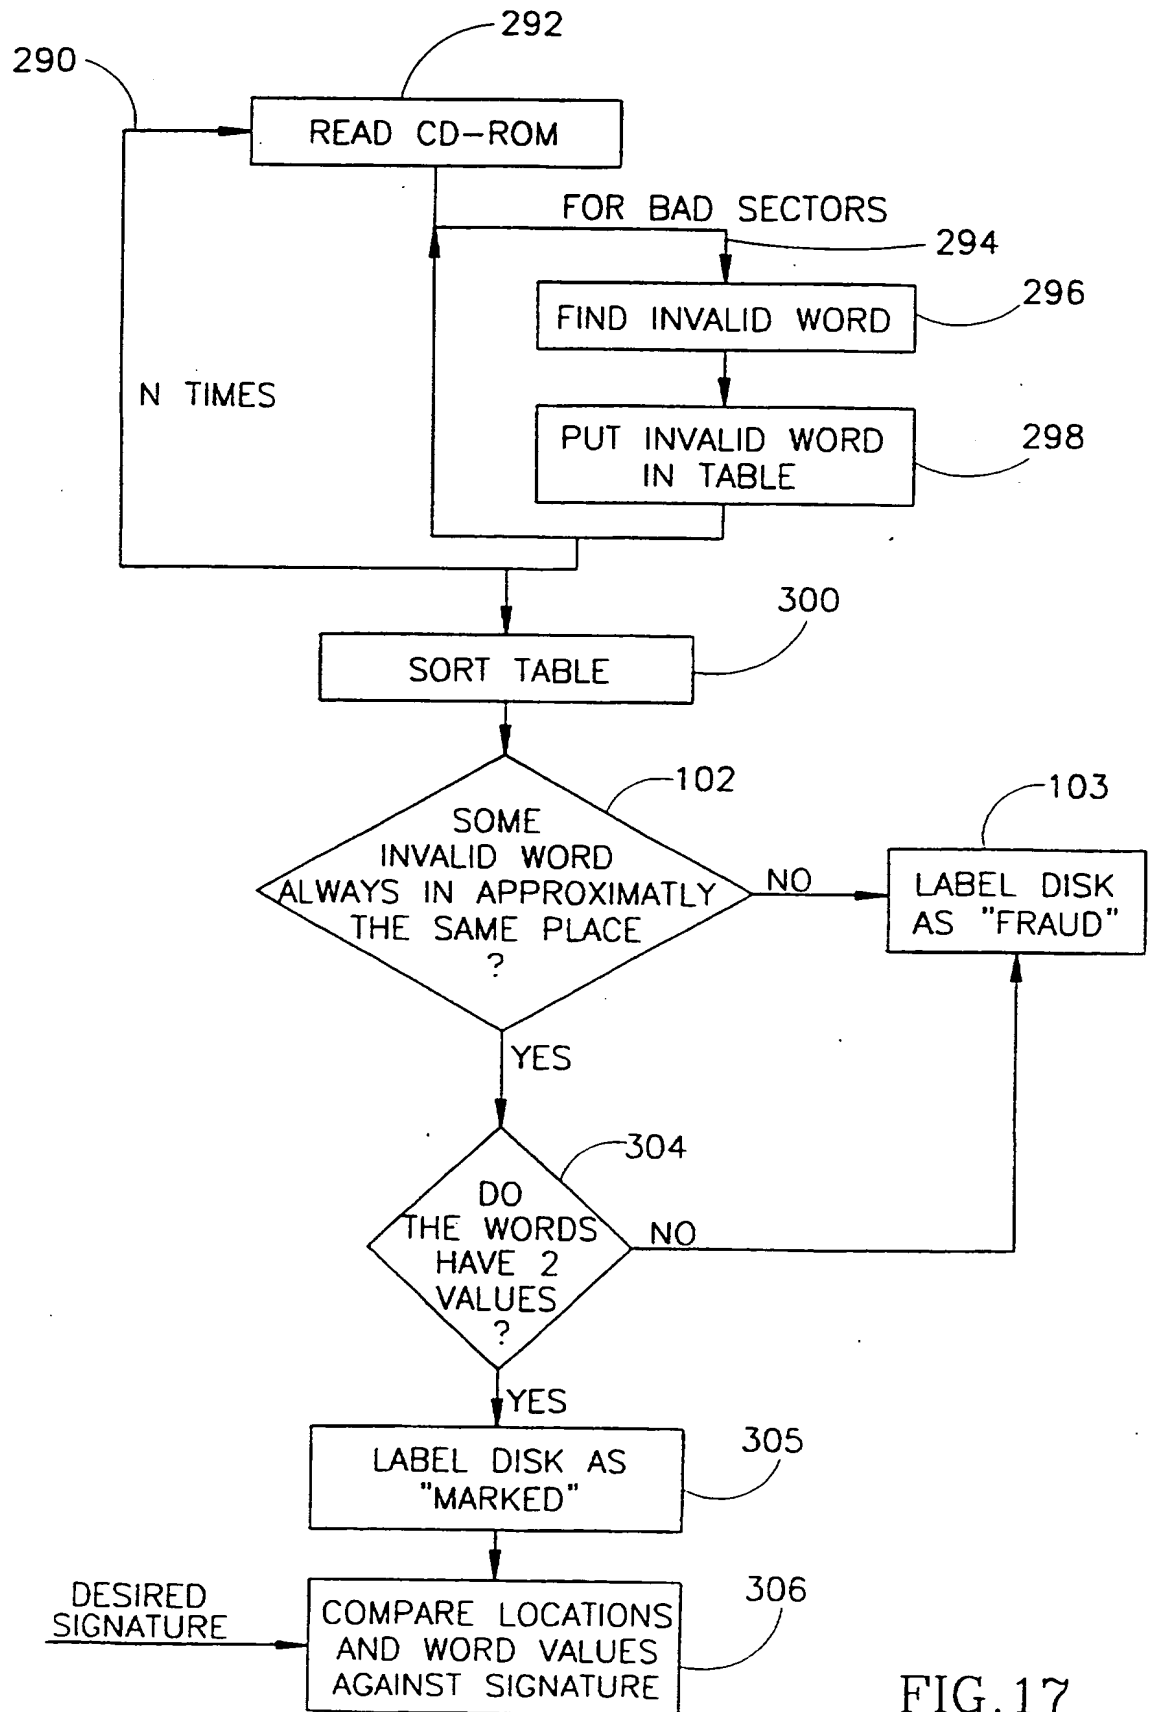 292
290
READ CD-ROM
FOR BAD SECTORS
294
296
FIND INVALID WORD
N TIMES
PUT INVALID WORD
IN TABLE
298
300
SORT TABLE
102
SOME
INVALID WORD
ALWAYS IN APPROXIMATLY
THE SAME PLACE
?
NO
103
LABEL DISK
AS "FRAUD"
YES
304
DO
THE WORDS
HAVE 2
VALUES
?
NO
YES
LABEL DISK AS
"MARKED"
305
DESIRED
SIGNATURE
COMPARE LOCATIONS
AND WORD VALUES
AGAINST SIGNATURE
306
FIG.17